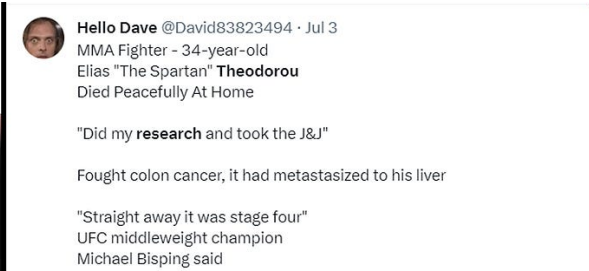 Hello Dave @David83823494 · Jul 3
MMA Fighter - 34-year-old
Elias "The Spartan" Theodorou
Died Peacefully At Home
"Did my research and took the J&J"
Fought colon cancer, it had metastasized to his liver
"Straight away it was stage four"
UFC middleweight champion
Michael Bisping said